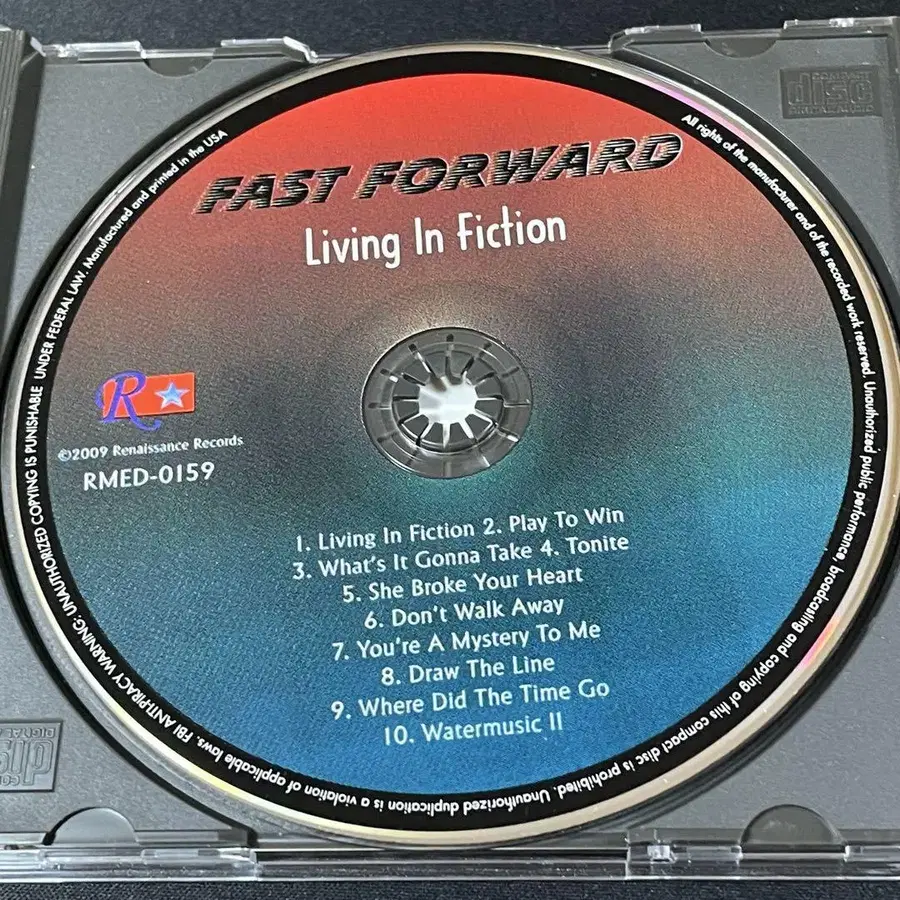 FAST FORWARD
Living In Fiction
R
©2009 Renaissance Records
RMED-0159
1. Living In Fiction 2. Play To Win
3. What's It Gonna Take 4. Tonite
5. She Broke Your Heart
6. Don't Walk Away
7. You're A Mystery To Me
8. Draw The Line
9. Where Did The Time Go
10. Watermusic II
All rights of the manufacturer and of the recorded work reserved. Unauthorized public performance, broadcasting and copying of this compact disc is prohibited. Unauthorized duplication is a violation of applicable laws. FBI ANTI-PIRACY WARNING: UNAUTHORIZED COPYING IS PUNISHABLE UNDER FEDERAL LAW. Manufactured and printed in the USA
disc
disc
DIGITAL